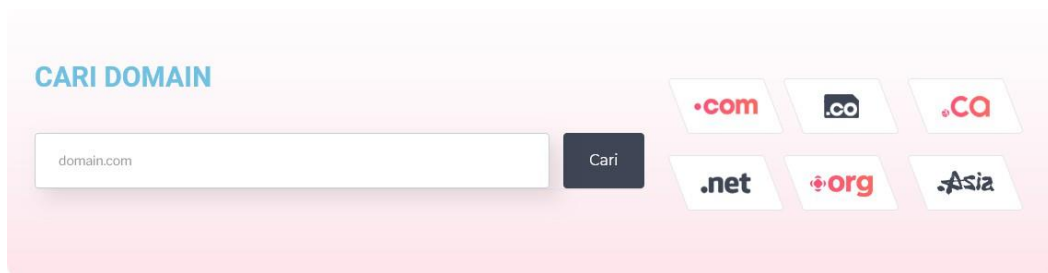 CARI DOMAIN
domain.com
Cari
.com
.co
.ca
.net
org
.Asia